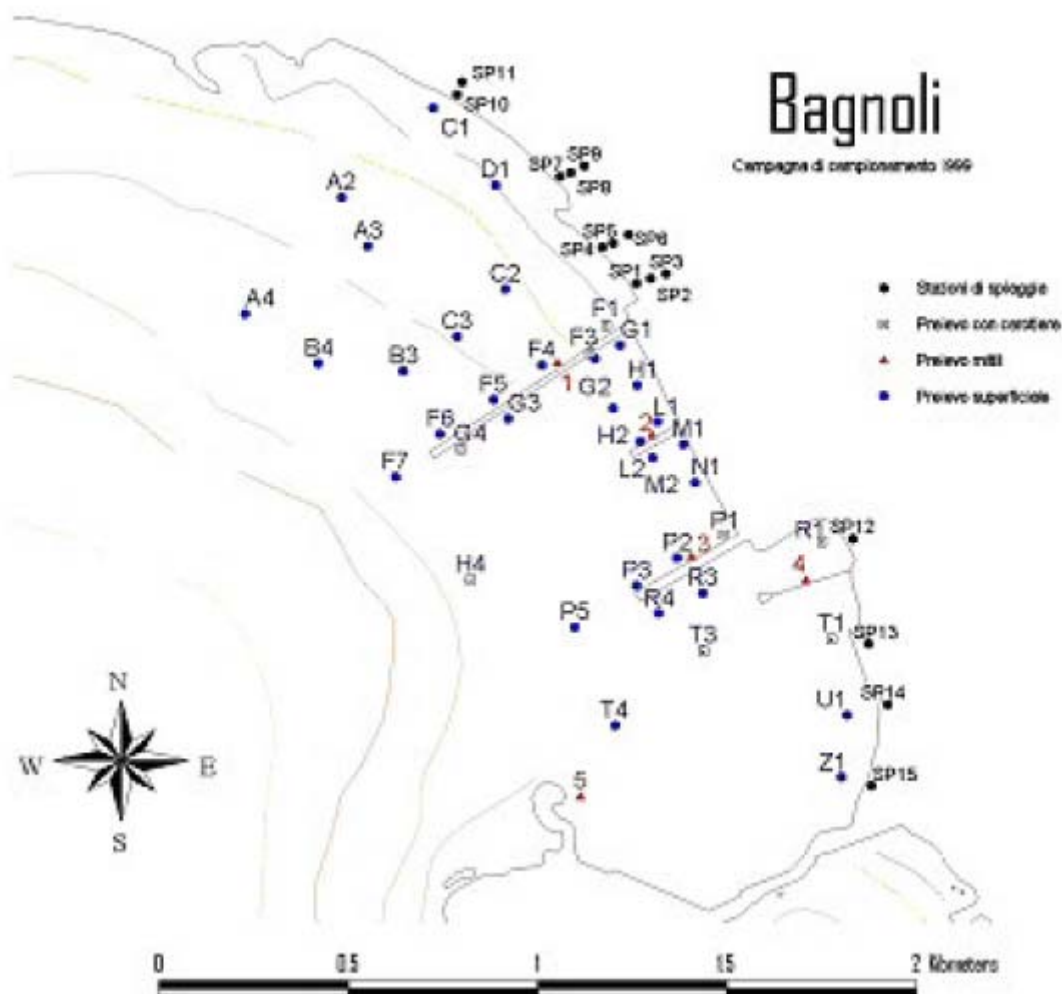 Bagnoli
Campagna di campionamento 1999
SP11
SP10
C1
SP9
SP7
SP8
D1
A2
SP5
SP6
SP4
A3
SP1
SP3
SP2
C2
A4
F1
C3
F3
G1
B4
B3
F4
1
H1
G2
F5
G3
L1
2
M1
F6
G4
H2
L2
M2
N1
F7
P1
R1
SP12
P2
3
4
H4
P3
R3
R4
P5
T3
T1
SP13
T4
U1
SP14
Z1
SP15
5
Stazioni di spiaggia
Prelievo con carotiere
Prelievo mitili
Prelievo superficiale
N
W
E
S
0
0.5
1
1.5
2 Kilometers